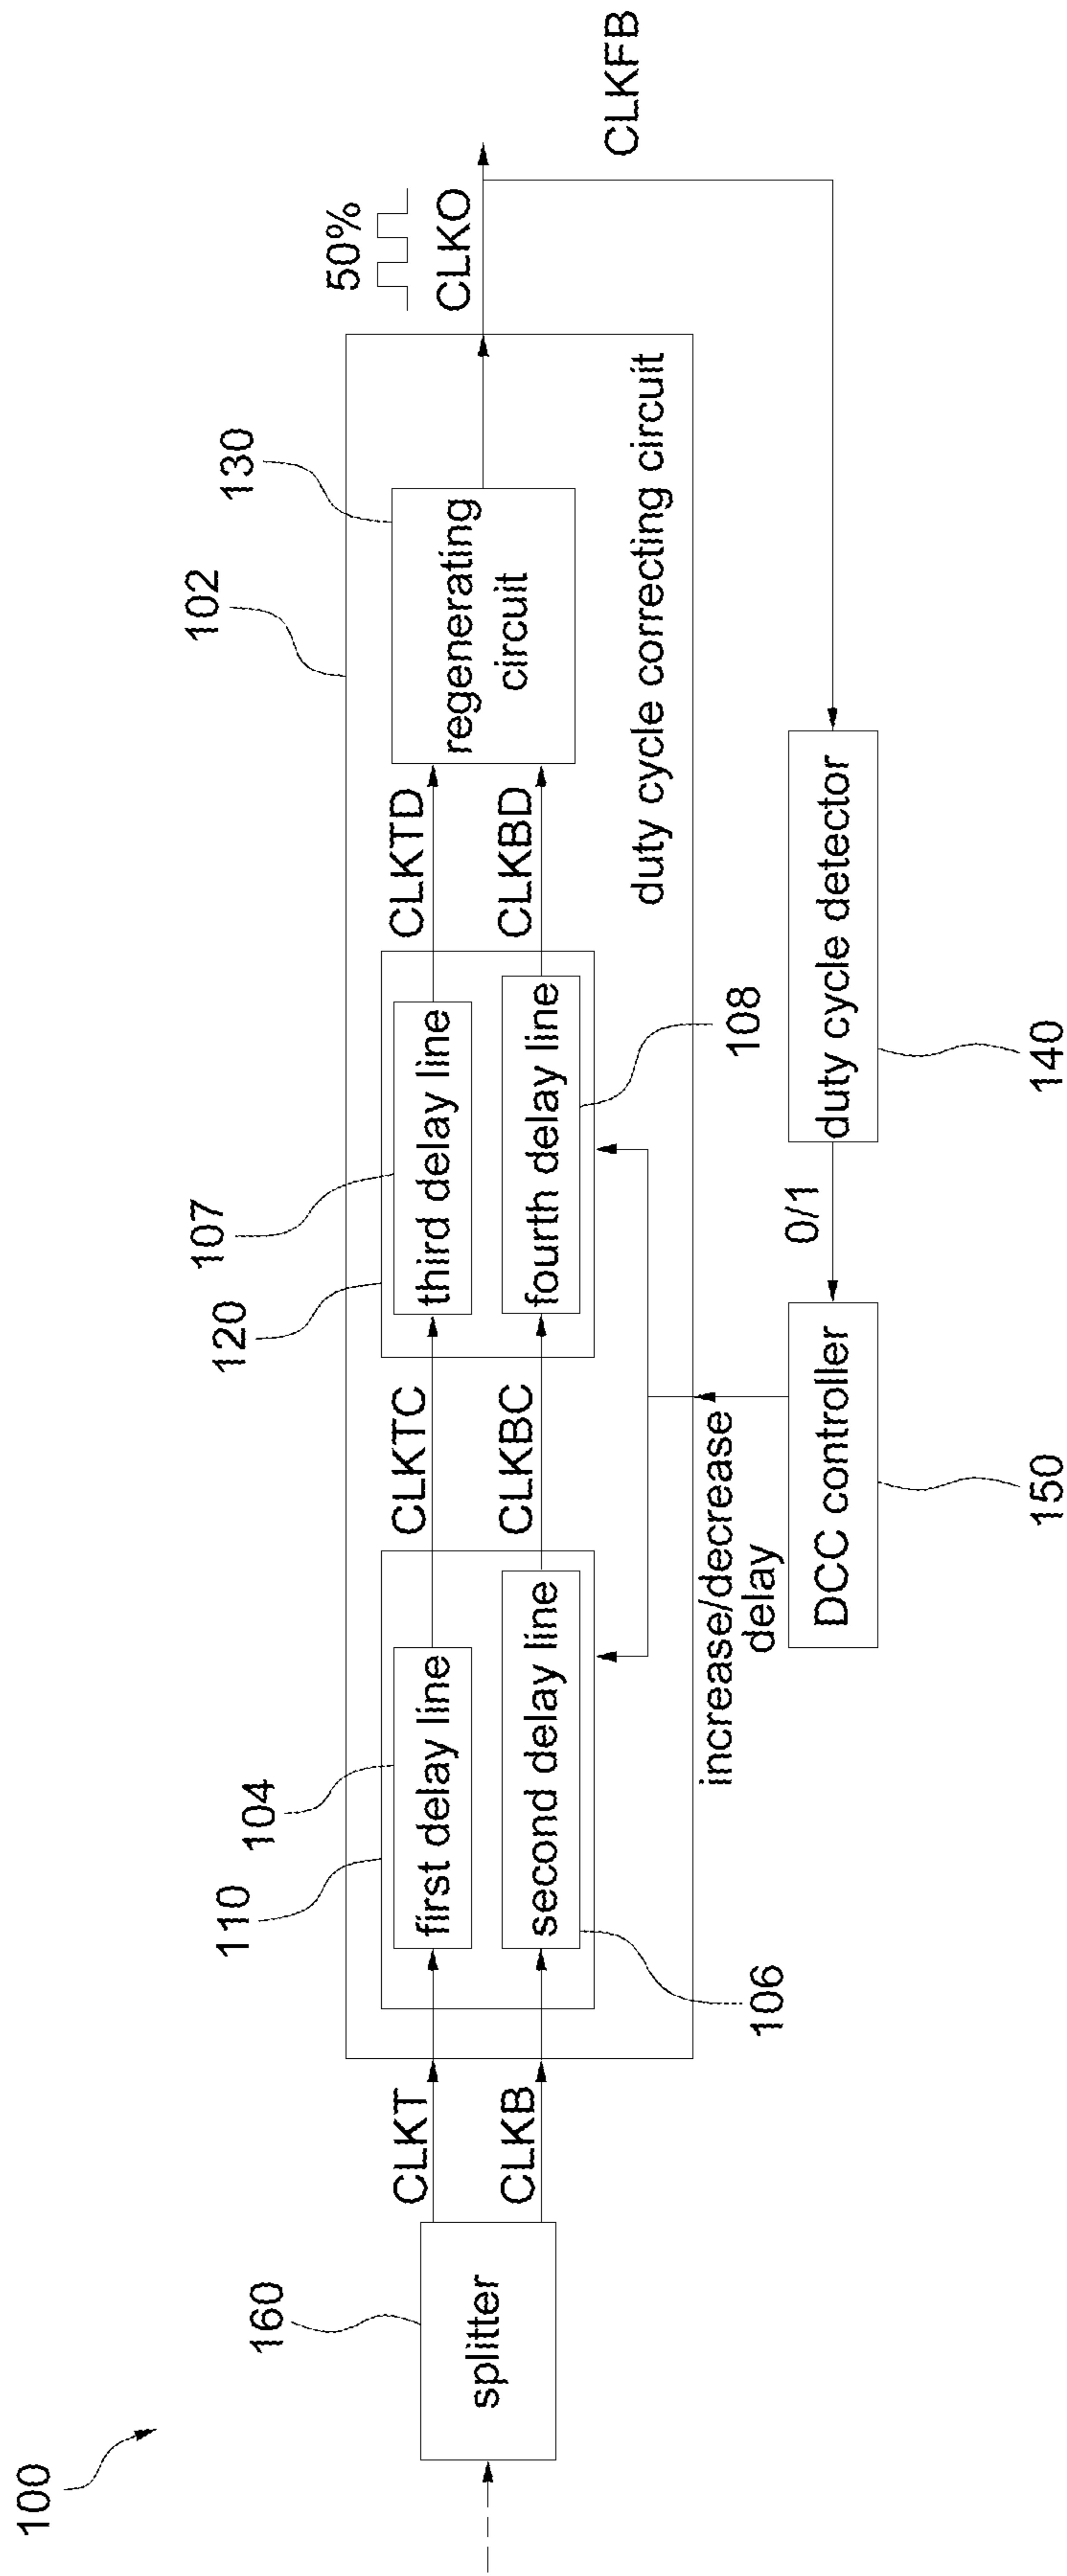 100
160
splitter
CLKT
CLKB
102
110
104
first delay line
second delay line
106
CLKTC
CLKBC
120
107
third delay line
fourth delay line
108
CLKTD
CLKBD
130
regenerating
circuit
duty cycle correcting circuit
50%
CLKO
CLKFB
increase/decrease
delay
DCC controller
150
0/1
duty cycle detector
140